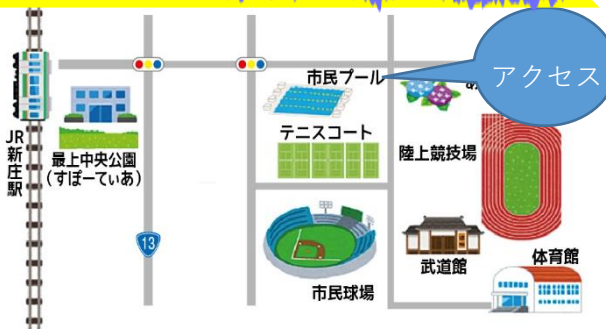 アクセス
市民プール
あ
テニスコート
JR
新庄駅
最上中央公園
(すぽーてぃあ)
陸上競技場
13
武道館
体育館
市民球場